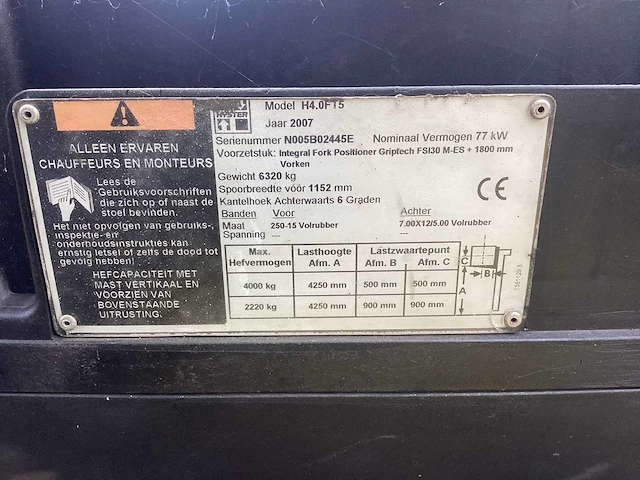 ALLEEN ERVAREN
CHAUFFEURS EN MONTEURS
Lees de
Gebruiksvoorschriften
die op of naast de
stoel bevinden.
Het niet opvolgen van gebruiks-,
inspektie- en
onderhoudsinstrukties kan
ernstig letsel of zelfs de dood tot
gevolg hebben!
HEFCAPACITEIT MET
MAST VERTIKAAL EN
VOORZIEN VAN
BOVENSTAANDE
UITRUSTING.
HYSTER
Model H4.0FT5
Jaar 2007
Serienummer N005B02445E Nominaal Vermogen 77 kW
Voorzetstuk: Integral Fork Positioner Griptech FSI30 M-ES + 1800 mm
Vorken
Gewicht 6320 kg
Spoorbreedte vóór 1152 mm
Kantelhoek Achterwaarts 6 Graden
CE
Banden Voor Achter
Maat 250-15 Volrubber 7.00X12/5.00 Volrubber
Spanning --- ---
Max. Hefvermogen Lasthoogte Afm. A Lastzwaartepunt Afm. B Afm. C
4000 kg 4250 mm 500 mm 500 mm
2220 kg 4250 mm 900 mm 900 mm
C
B
A